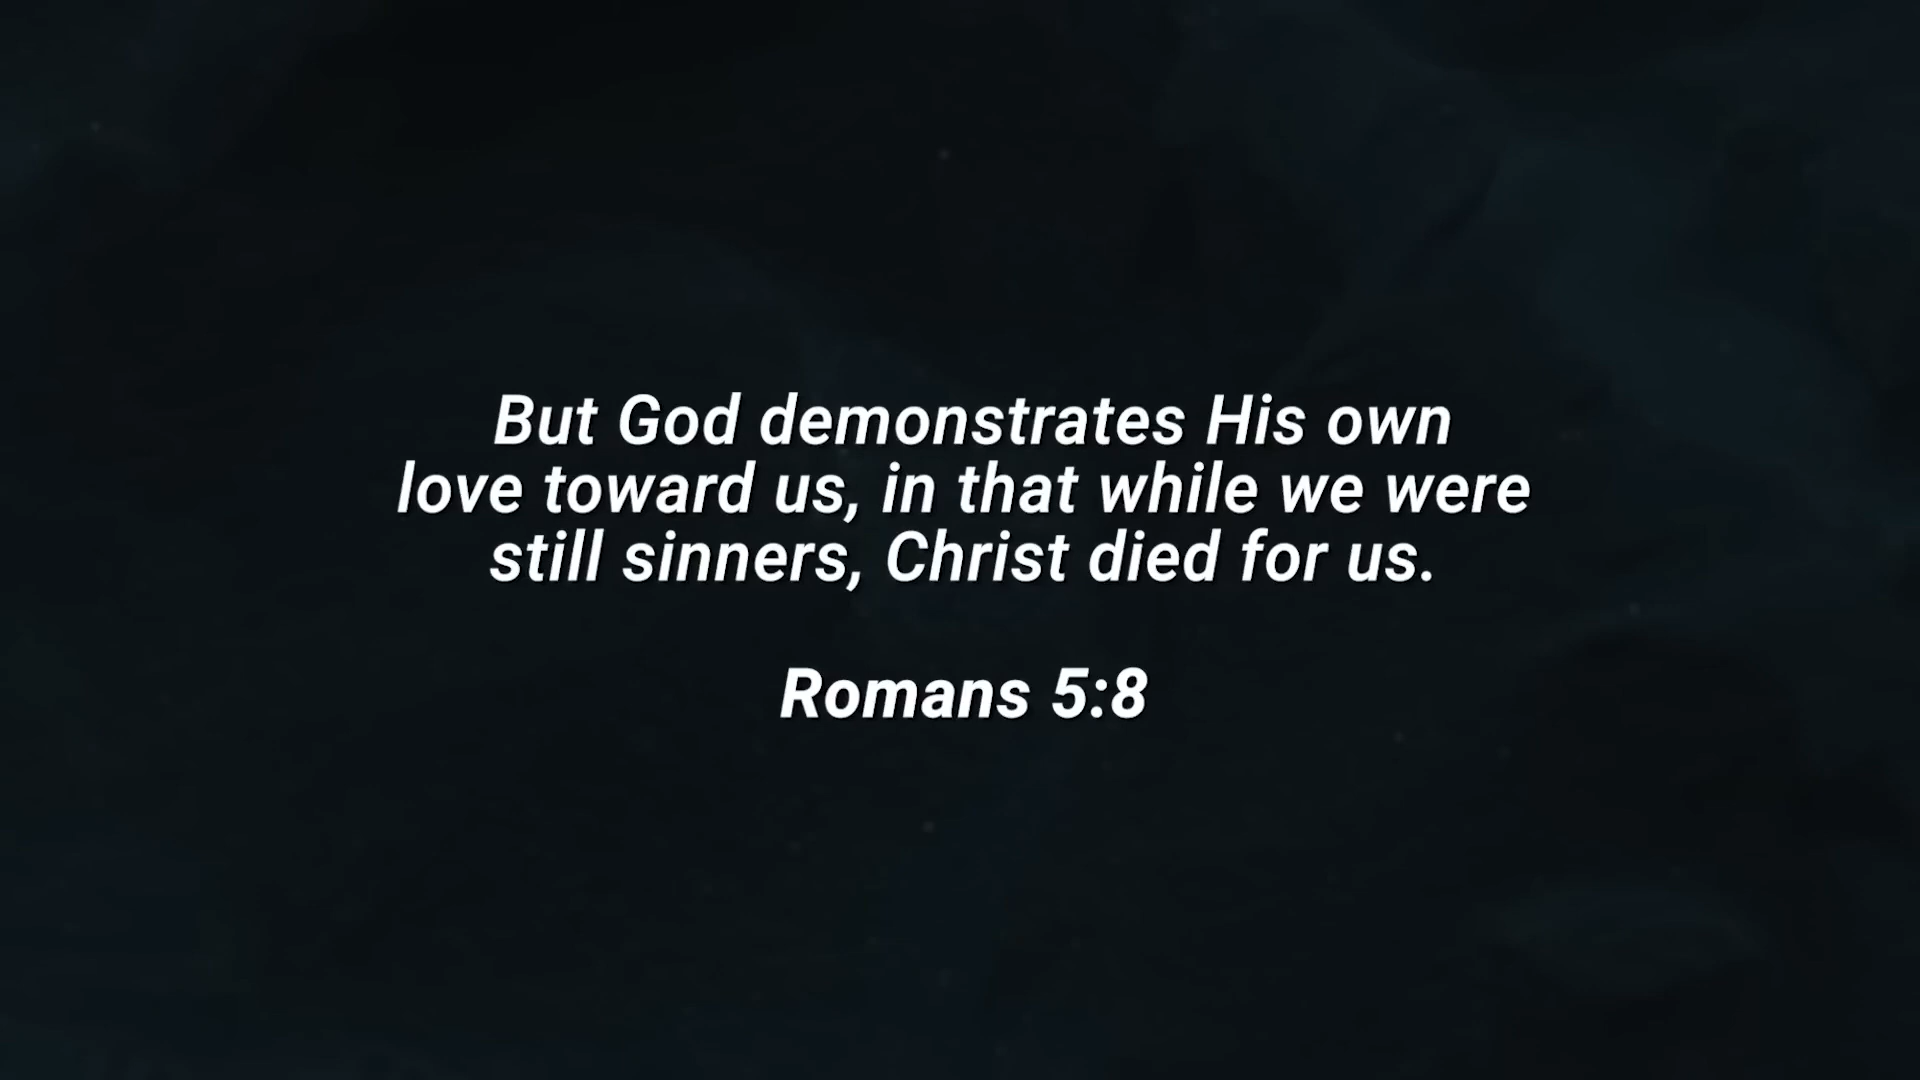 But God demonstrates His own
love toward us, in that while we were
still sinners, Christ died for us.
Romans 5:8